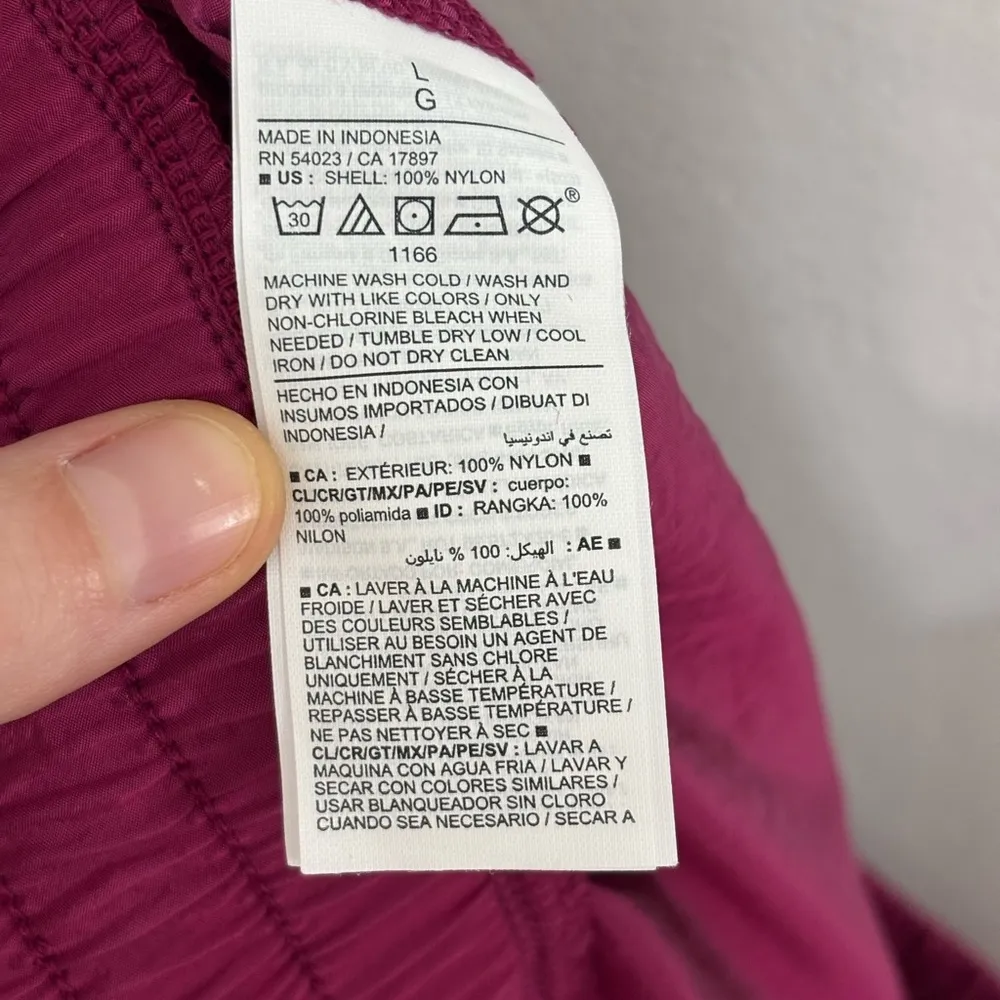 L
G
MADE IN INDONESIA
RN 54023 / CA 17897
■ US : SHELL: 100% NYLON
30
®
1166
MACHINE WASH COLD / WASH AND
DRY WITH LIKE COLORS / ONLY
NON-CHLORINE BLEACH WHEN
NEEDED / TUMBLE DRY LOW / COOL
IRON / DO NOT DRY CLEAN
HECHO EN INDONESIA CON
INSUMOS IMPORTADOS / DIBUAT DI
INDONESIA /
تصنع في اندونيسيا
■ CA : EXTÉRIEUR: 100% NYLON ■
CL/CR/GT/MX/PA/PE/SV : cuerpo:
100% poliamida ■ ID : RANGKA: 100%
NILON
■ AE : الهيكل: 100 % نايلون
■ CA : LAVER À LA MACHINE À L'EAU
FROIDE / LAVER ET SÉCHER AVEC
DES COULEURS SEMBLABLES /
UTILISER AU BESOIN UN AGENT DE
BLANCHIMENT SANS CHLORE
UNIQUEMENT / SÉCHER À LA
MACHINE À BASSE TEMPÉRATURE /
REPASSER À BASSE TEMPÉRATURE /
NE PAS NETTOYER À SEC ■
CL/CR/GT/MX/PA/PE/SV : LAVAR A
MAQUINA CON AGUA FRIA / LAVAR Y
SECAR CON COLORES SIMILARES /
USAR BLANQUEADOR SIN CLORO
CUANDO SEA NECESARIO / SECAR A